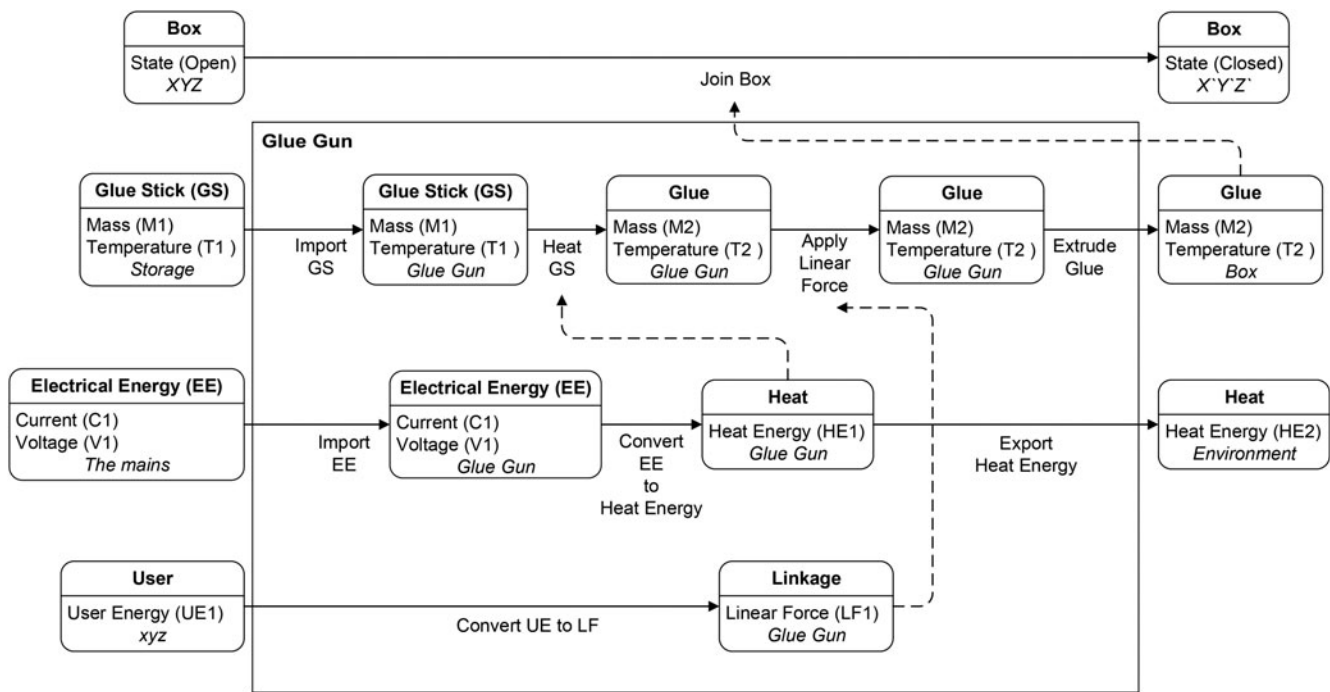 Box
State (Open)
XYZ
Box
State (Closed)
X`Y`Z`
Join Box
Glue Gun
Glue Stick (GS)
Mass (M1)
Temperature (T1)
Storage
Import
GS
Glue Stick (GS)
Mass (M1)
Temperature (T1 )
Glue Gun
Heat
GS
Glue
Mass (M2)
Temperature (T2 )
Glue Gun
Apply
Linear
Force
Glue
Mass (M2)
Temperature (T2 )
Glue Gun
Extrude
Glue
Glue
Mass (M2)
Temperature (T2 )
Box
Electrical Energy (EE)
Current (C1)
Voltage (V1)
The mains
Import
EE
Electrical Energy (EE)
Current (C1)
Voltage (V1)
Glue Gun
Convert
EE
to
Heat Energy
Heat
Heat Energy (HE1)
Glue Gun
Export
Heat Energy
Heat
Heat Energy (HE2)
Environment
User
User Energy (UE1)
xyz
Convert UE to LF
Linkage
Linear Force (LF1)
Glue Gun